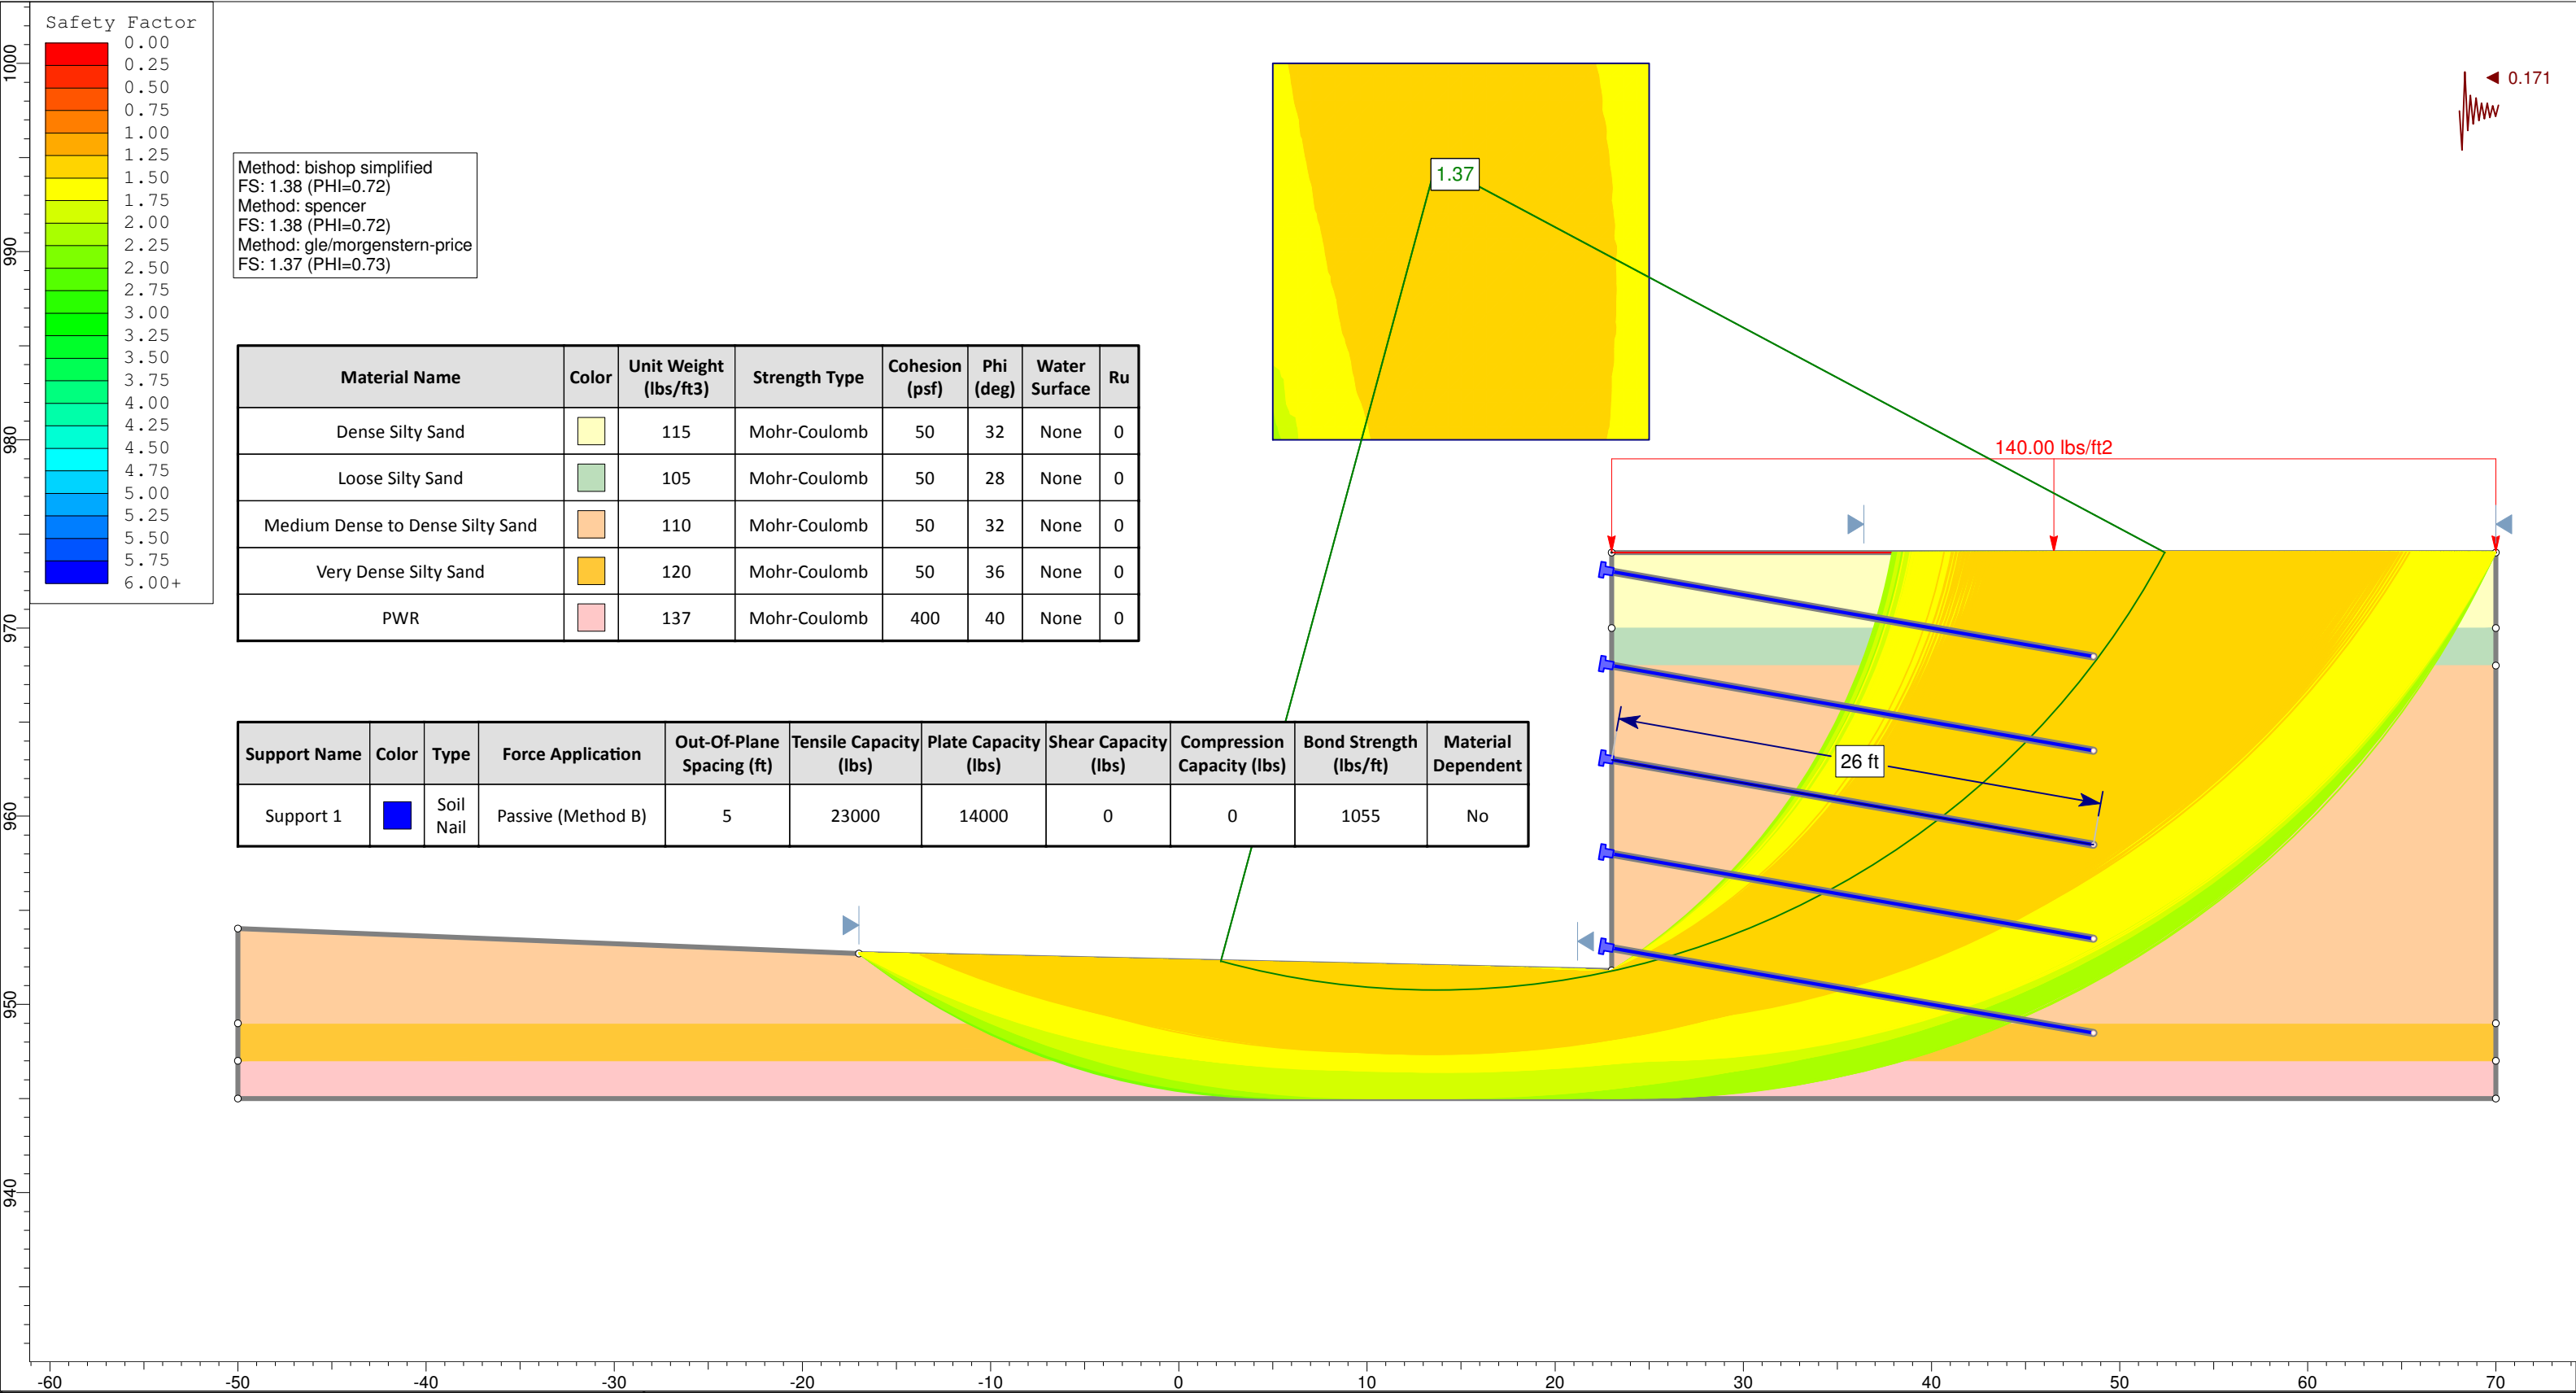 Safety Factor
0.00
0.25
0.50
0.75
1.00
1.25
1.50
1.75
2.00
2.25
2.50
2.75
3.00
3.25
3.50
3.75
4.00
4.25
4.50
4.75
5.00
5.25
5.50
5.75
6.00+
Method: bishop simplified
FS: 1.38 (PHI=0.72)
Method: spencer
FS: 1.38 (PHI=0.72)
Method: gle/morgenstern-price
FS: 1.37 (PHI=0.73)
1.37
0.171
Material Name Color Unit Weight (lbs/ft3) Strength Type Cohesion (psf) Phi (deg) Water Surface Ru
Dense Silty Sand 115 Mohr-Coulomb 50 32 None 0
Loose Silty Sand 105 Mohr-Coulomb 50 28 None 0
Medium Dense to Dense Silty Sand 110 Mohr-Coulomb 50 32 None 0
Very Dense Silty Sand 120 Mohr-Coulomb 50 36 None 0
PWR 137 Mohr-Coulomb 400 40 None 0
140.00 lbs/ft2
Support Name Color Type Force Application Out-Of-Plane Spacing (ft) Tensile Capacity (lbs) Plate Capacity (lbs) Shear Capacity (lbs) Compression Capacity (lbs) Bond Strength (lbs/ft) Material Dependent
Support 1 Soil Nail Passive (Method B) 5 23000 14000 0 0 1055 No
26 ft
1000
990
980
970
960
950
940
-60 -50 -40 -30 -20 -10 0 10 20 30 40 50 60 70